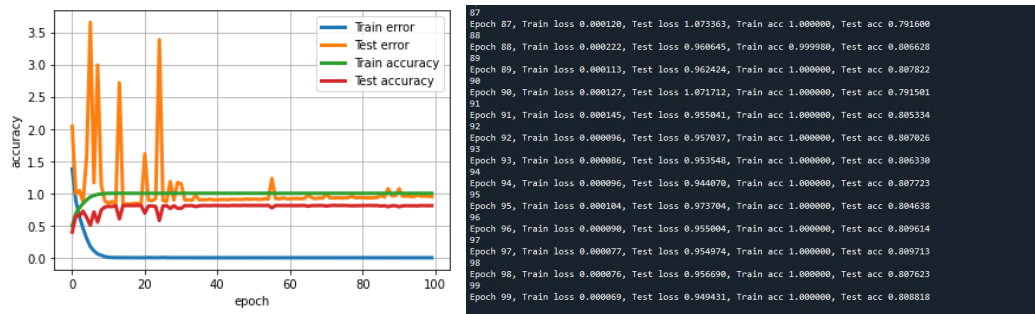 Train error
Test error
Train accuracy
Test accuracy
3.5
3.0
2.5
2.0
1.5
1.0
0.5
0.0
accuracy
0
20
40
60
80
100
epoch
87
Epoch 87, Train loss 0.000120, Test loss 1.073363, Train acc 1.000000, Test acc 0.791600
88
Epoch 88, Train loss 0.000222, Test loss 0.960645, Train acc 0.999980, Test acc 0.806628
89
Epoch 89, Train loss 0.000113, Test loss 0.962424, Train acc 1.000000, Test acc 0.807822
90
Epoch 90, Train loss 0.000127, Test loss 1.071712, Train acc 1.000000, Test acc 0.791501
91
Epoch 91, Train loss 0.000145, Test loss 0.955041, Train acc 1.000000, Test acc 0.805334
92
Epoch 92, Train loss 0.000096, Test loss 0.957037, Train acc 1.000000, Test acc 0.807026
93
Epoch 93, Train loss 0.000086, Test loss 0.953548, Train acc 1.000000, Test acc 0.806330
94
Epoch 94, Train loss 0.000096, Test loss 0.944070, Train acc 1.000000, Test acc 0.807723
95
Epoch 95, Train loss 0.000104, Test loss 0.973704, Train acc 1.000000, Test acc 0.804638
96
Epoch 96, Train loss 0.000090, Test loss 0.955004, Train acc 1.000000, Test acc 0.809614
97
Epoch 97, Train loss 0.000077, Test loss 0.954974, Train acc 1.000000, Test acc 0.809713
98
Epoch 98, Train loss 0.000076, Test loss 0.956690, Train acc 1.000000, Test acc 0.807623
99
Epoch 99, Train loss 0.000069, Test loss 0.949431, Train acc 1.000000, Test acc 0.808818